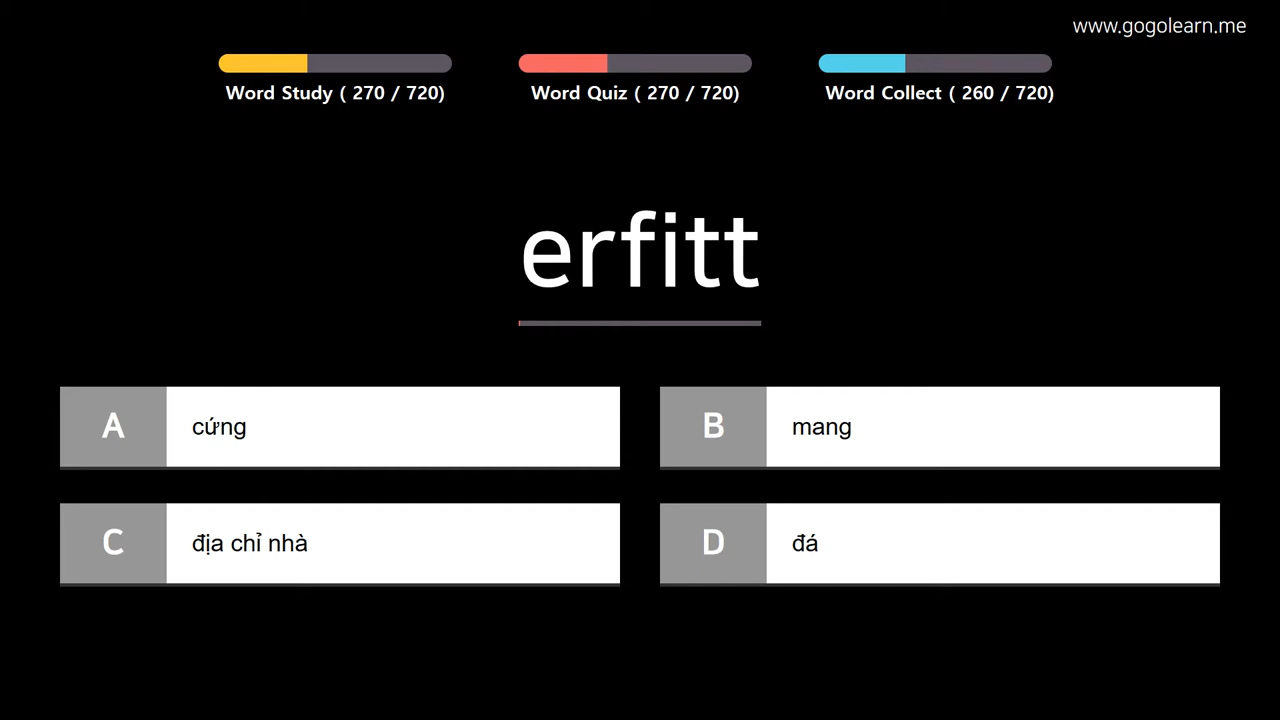 www.gogolearn.me
Word Study ( 270 / 720)
Word Quiz ( 270 / 720)
Word Collect ( 260 / 720)
erfitt
A cứng
B mang
C địa chỉ nhà
D đá